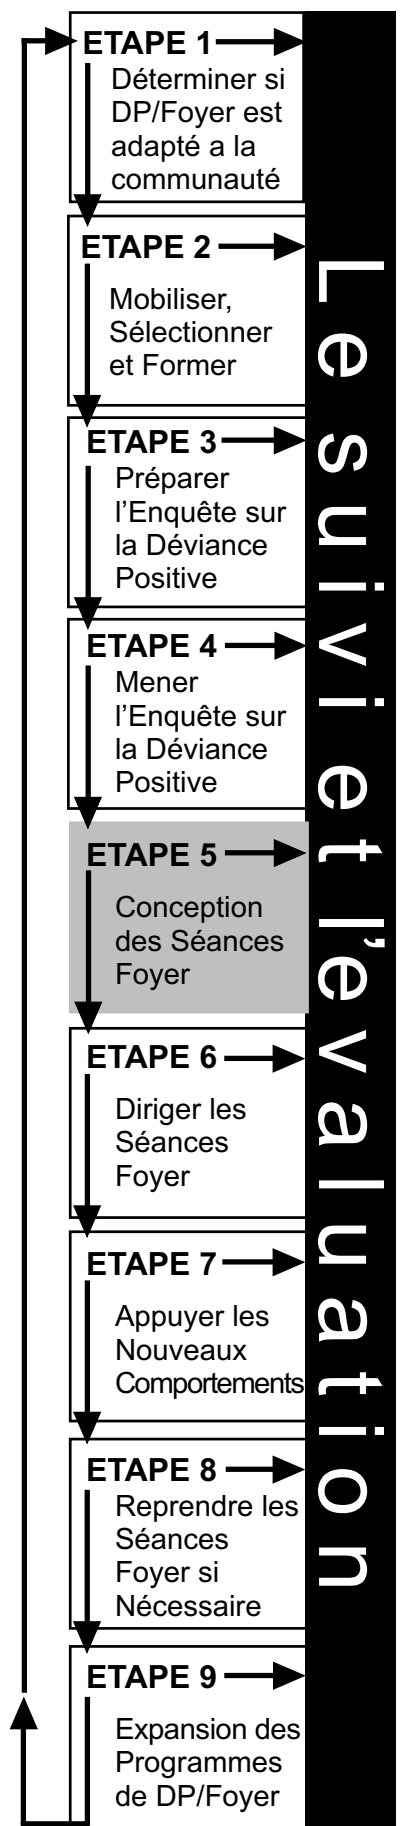 ETAPE 1
Déterminer si
DP/Foyer est
adapté a la
communauté
ETAPE 2
Mobiliser,
Sélectionner
et Former
ETAPE 3
Préparer
l'Enquête sur
la Déviance
Positive
ETAPE 4
Mener
l'Enquête sur
la Déviance
Positive
ETAPE 5
Conception
des Séances
Foyer
ETAPE 6
Diriger les
Séances
Foyer
ETAPE 7
Appuyer les
Nouveaux
Comportements
ETAPE 8
Reprendre les
Séances
Foyer si
Nécessaire
ETAPE 9
Expansion des
Programmes
de DP/Foyer
Le suivi et l'evaluation